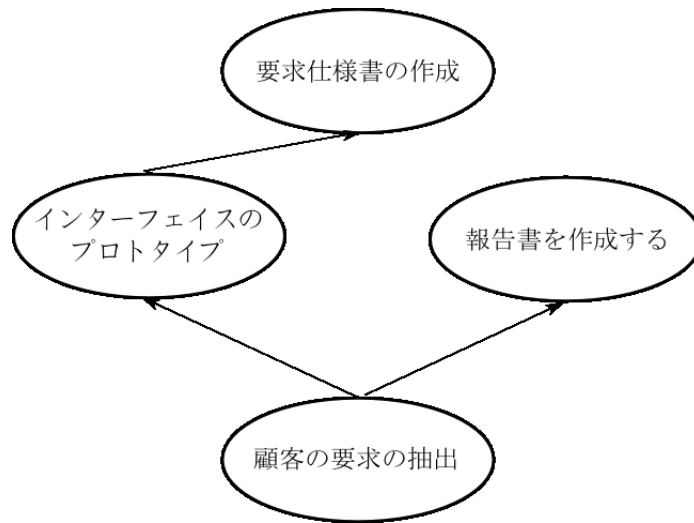 要求仕様書の作成
インターフェイスの
プロトタイプ
報告書を作成する
顧客の要求の抽出